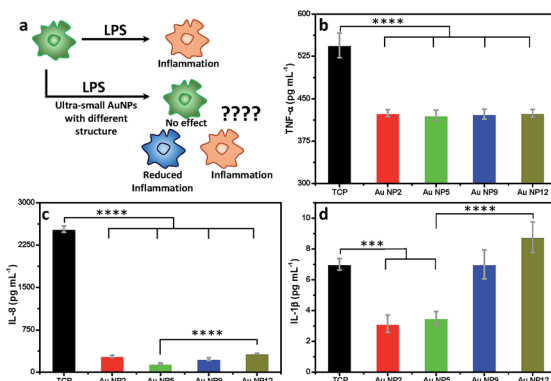 a
LPS
Inflammation
LPS
Ultra-small AuNPs
with different
structure
No effect
????
Reduced
Inflammation
Inflammation
b
****
TNF-α (pg mL⁻¹)
525
450
375
300
TCP Au NP2 Au NP5 Au NP9 Au NP12
c
****
****
IL-8 (pg mL⁻¹)
3000
2250
1500
750
0
TCP Au NP2 Au NP5 Au NP9 Au NP12
d
****
***
IL-1β (pg mL⁻¹)
8
6
4
2
0
TCP Au NP2 Au NP5 Au NP9 Au NP12